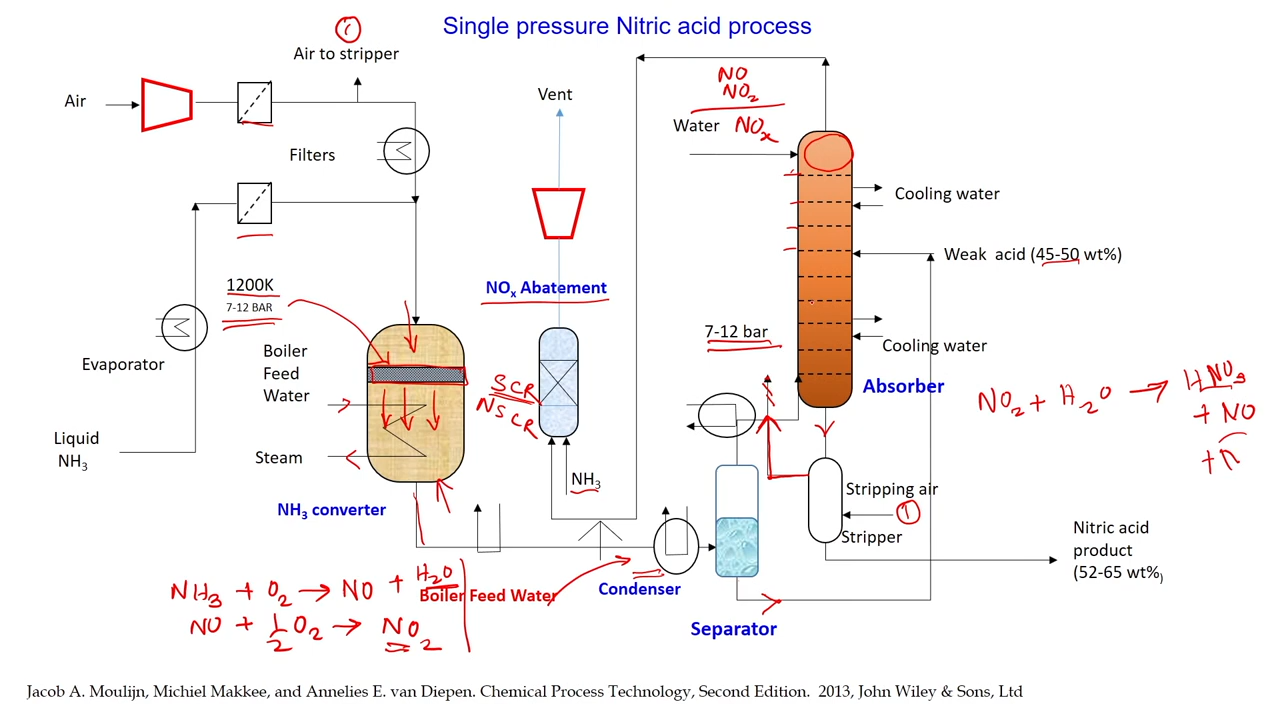 Single pressure Nitric acid process
①
Air to stripper
Air
Filters
Vent
NO
NO₂
Water NOx
Cooling water
Weak acid (45-50 wt%)
1200K
7-12 BAR
NOx Abatement
7-12 bar
Evaporator
Boiler
Feed
Water
Cooling water
Absorber
SCR
NSCR
NO₂ + H₂O → HNO₃
+ NO
Liquid
NH3
Steam
NH3
Stripping air
①
Stripper
NH3 converter
Nitric acid
product
(52-65 wt%)
NH₃ + O₂ → NO + H₂O
Boiler Feed Water
Condenser
NO + 1/2 O₂ → NO₂
Separator
Jacob A. Moulijn, Michiel Makkee, and Annelies E. van Diepen. Chemical Process Technology, Second Edition. 2013, John Wiley & Sons, Ltd